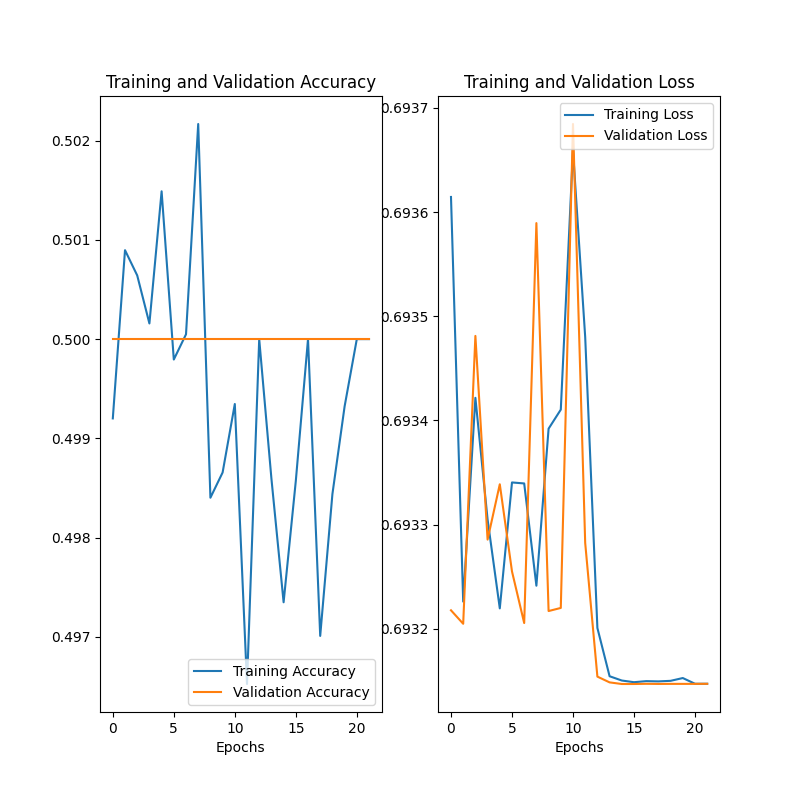 Training and Validation Accuracy
0.502
0.501
0.500
0.499
0.498
0.497
Training Accuracy
Validation Accuracy
0 5 10 15 20
Epochs
Training and Validation Loss
0.6937
0.6936
0.6935
0.6934
0.6933
0.6932
Training Loss
Validation Loss
0 5 10 15 20
Epochs